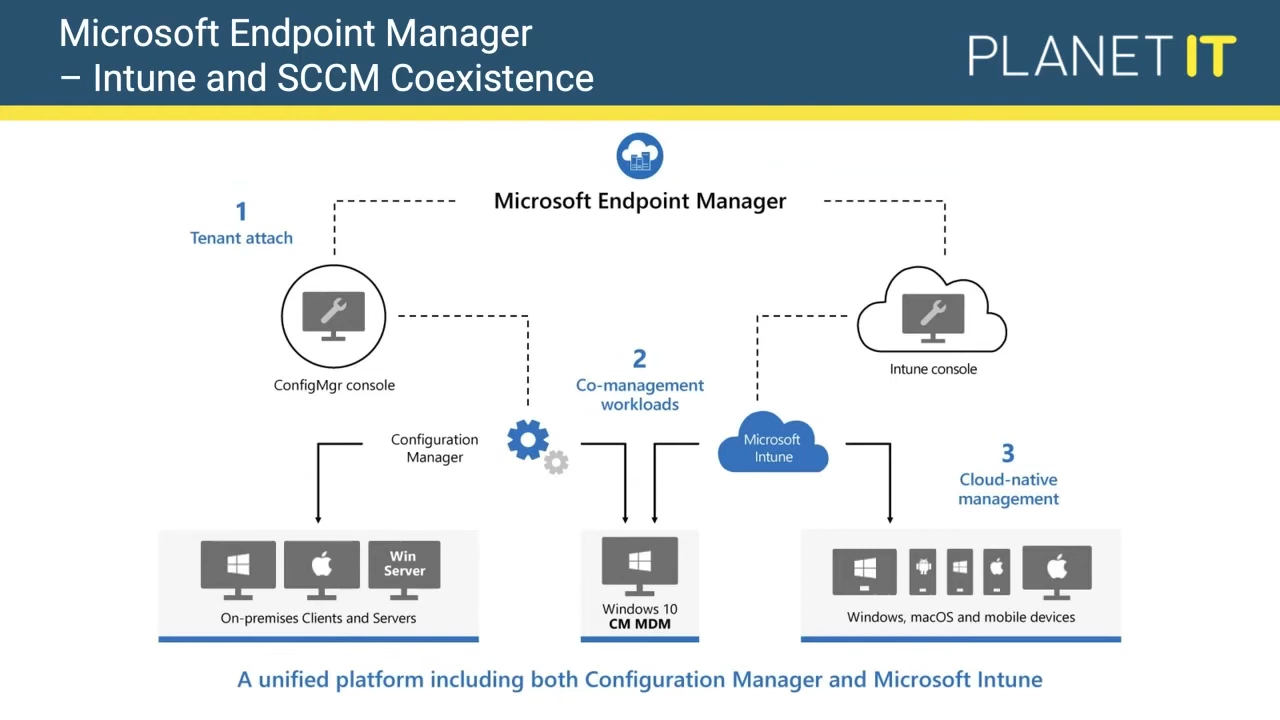 Microsoft Endpoint Manager
– Intune and SCCM Coexistence
PLANET IT
Microsoft Endpoint Manager
1
Tenant attach
ConfigMgr console
Intune console
2
Co-management
workloads
Configuration
Manager
Microsoft
Intune
3
Cloud-native
management
Win
Server
On-premises Clients and Servers
Windows 10
CM MDM
Windows, macOS and mobile devices
A unified platform including both Configuration Manager and Microsoft Intune